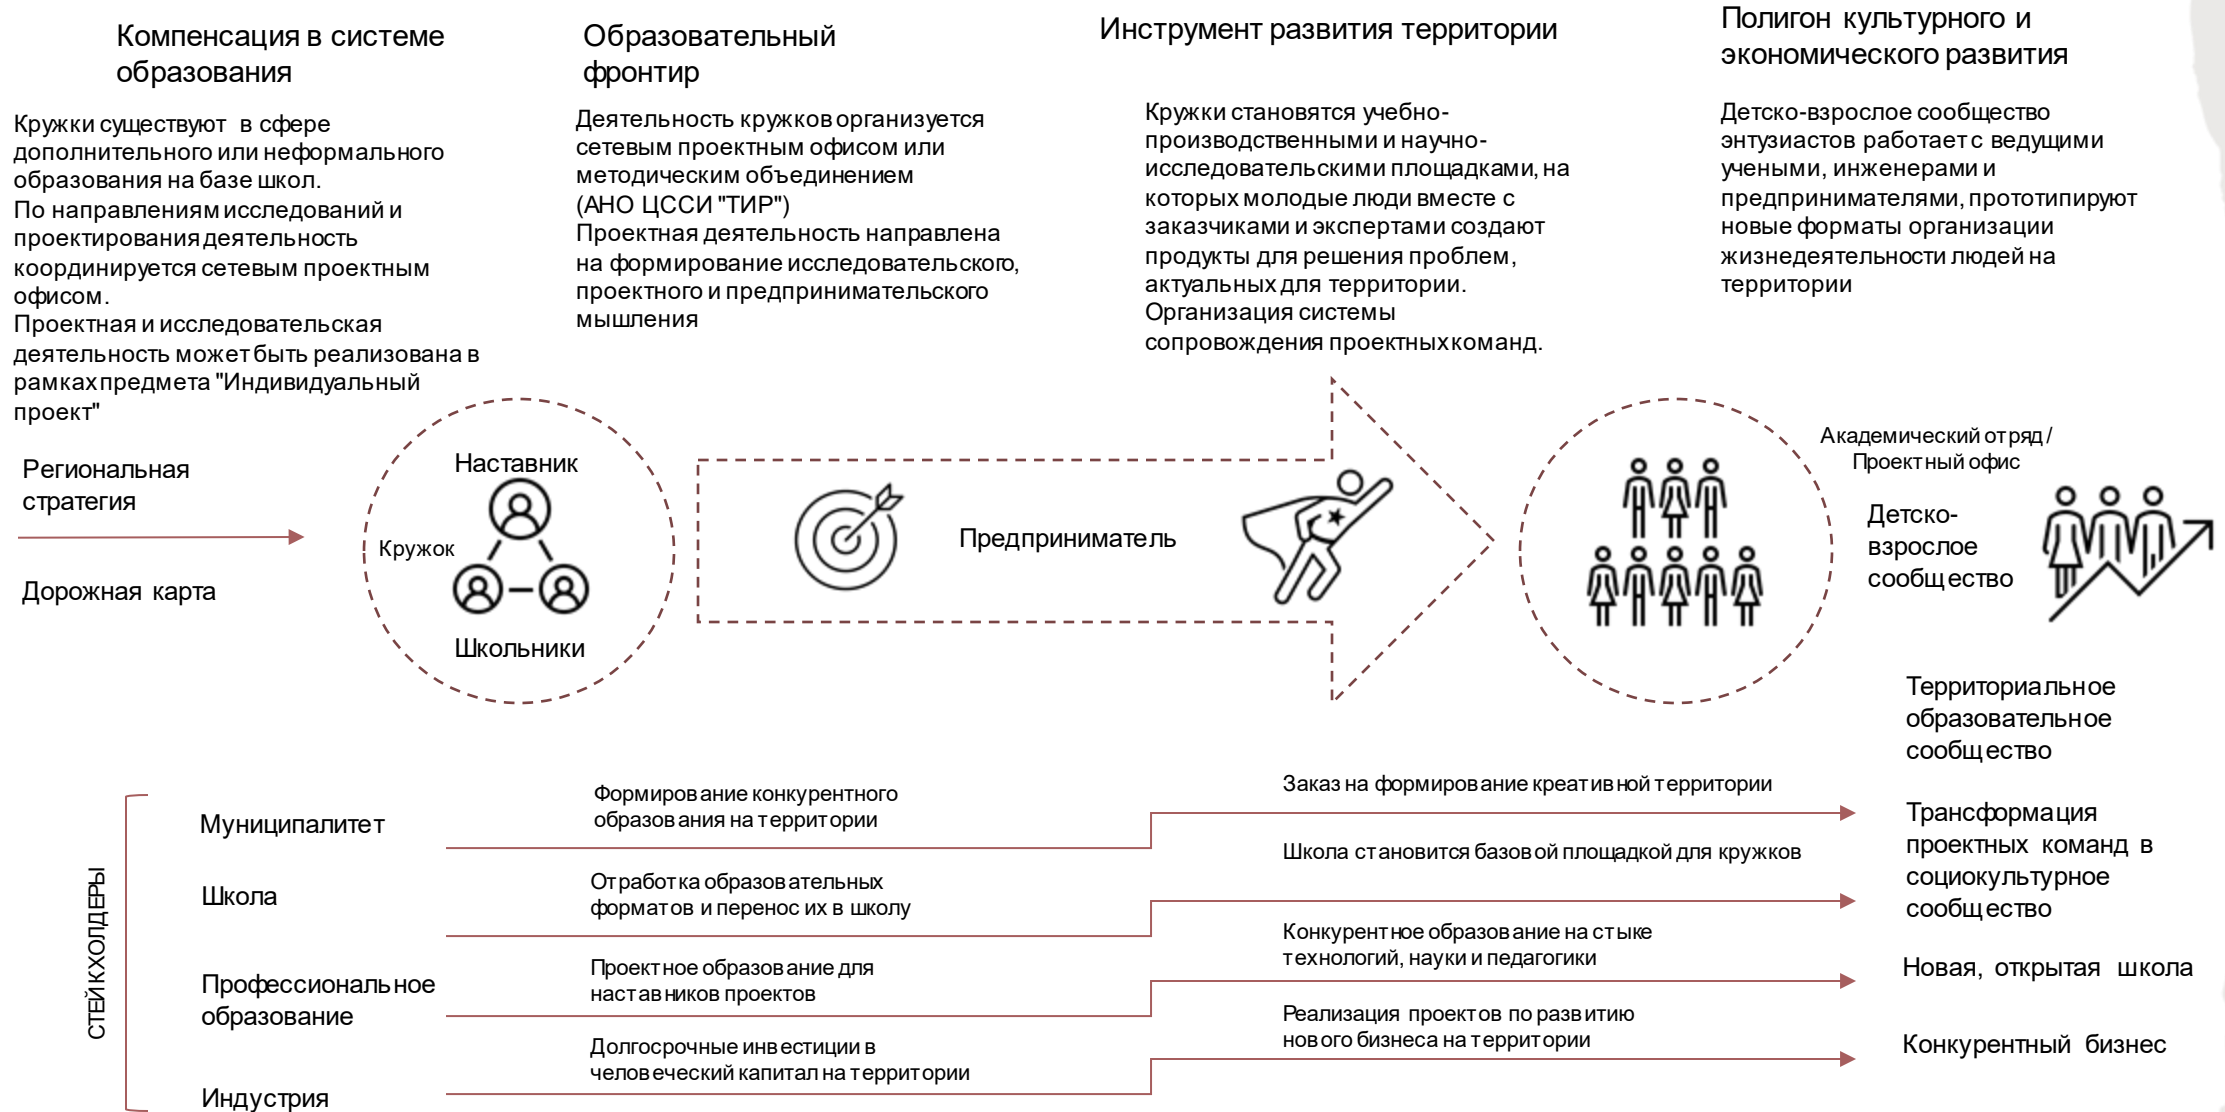 Компенсация в системе
образования
Кружки существуют в сфере
дополнительного или неформального
образования на базе школ.
По направлениям исследований и
проектирования деятельность
координируется сетевым проектным
офисом.
Проектная и исследовательская
деятельность может быть реализована в
рамках предмета "Индивидуальный
проект"
Образовательный
фронтир
Деятельность кружков организуется
сетевым проектным офисом или
методическим объединением
(АНО ЦССИ "ТИР")
Проектная деятельность направлена
на формирование исследовательского,
проектного и предпринимательского
мышления
Инструмент развития территории
Кружки становятся учебно-
производственными и научно-
исследовательскими площадками, на
которых молодые люди вместе с
заказчиками и экспертами создают
продукты для решения проблем,
актуальных для территории.
Организация системы
сопровождения проектных команд.
Полигон культурного и
экономического развития
Детско-взрослое сообщество
энтузиастов работает с ведущими
учеными, инженерами и
предпринимателями, прототипируют
новые форматы организации
жизнедеятельности людей на
территории
Региональная
стратегия
Дорожная карта
Наставник
Кружок
Школьники
Предприниматель
Академический отряд /
Проектный офис
Детско-
взрослое
сообщество
Территориальное
образовательное
сообщество
СТЕЙКХОЛДЕРЫ
Муниципалитет
Формирование конкурентного
образования на территории
Заказ на формирование креативной территории
Трансформация
проектных команд в
социокультурное
сообщество
Школа
Отработка образовательных
форматов и перенос их в школу
Школа становится базовой площадкой для кружков
Профессиональное
образование
Проектное образование для
наставников проектов
Конкурентное образование на стыке
технологий, науки и педагогики
Новая, открытая школа
Индустрия
Долгосрочные инвестиции в
человеческий капитал на территории
Реализация проектов по развитию
нового бизнеса на территории
Конкурентный бизнес